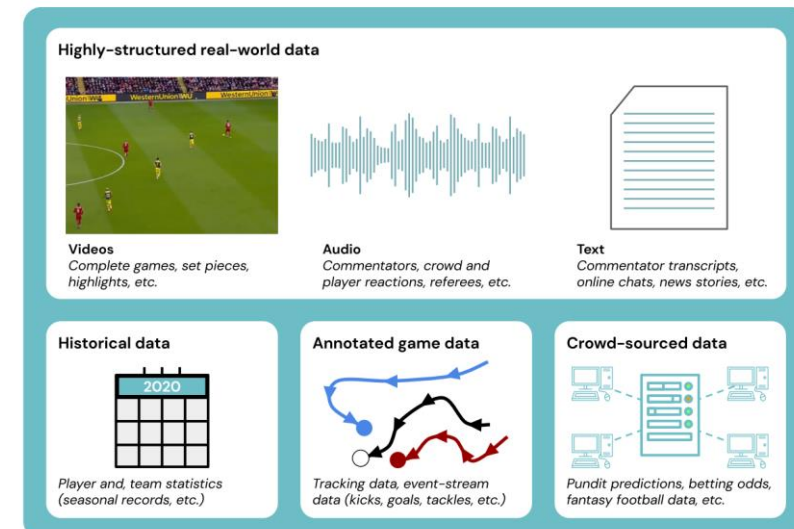 Highly-structured real-world data
WesternUnion WU
WesternUnion WU
Videos
Complete games, set pieces,
highlights, etc.
Audio
Commentators, crowd and
player reactions, referees, etc.
Text
Commentator transcripts,
online chats, news stories, etc.
Historical data
2020
Player and, team statistics
(seasonal records, etc.)
Annotated game data
Tracking data, event-stream
data (kicks, goals, tackles, etc.)
Crowd-sourced data
Pundit predictions, betting odds,
fantasy football data, etc.